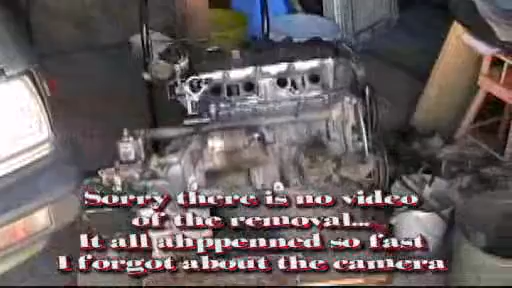 Sorry there is no video
of the removal...
It all ahppenned so fast
I forgot about the camera